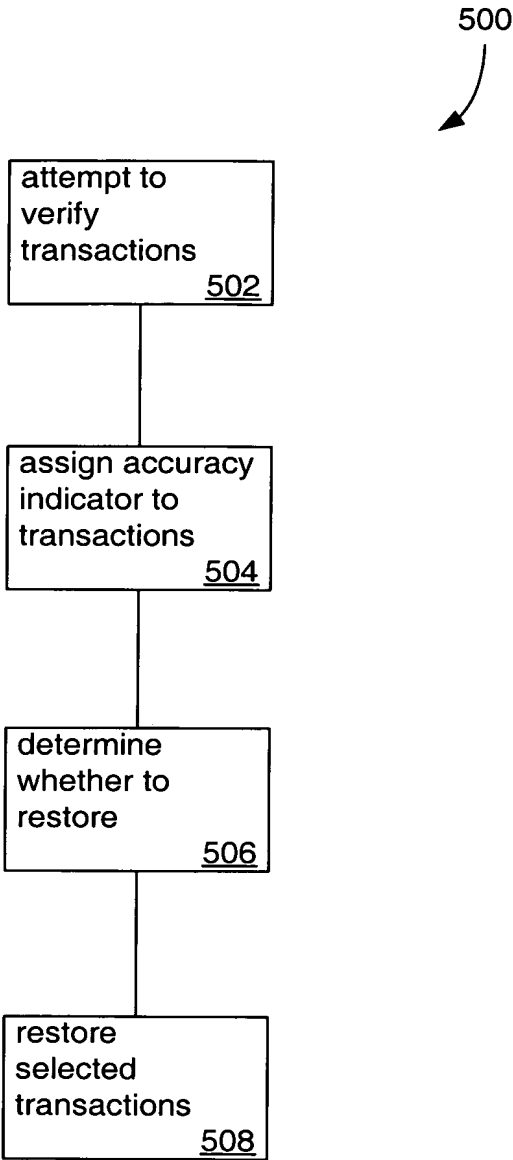 500
attempt to
verify
transactions
502
assign accuracy
indicator to
transactions
504
determine
whether to
restore
506
restore
selected
transactions
508